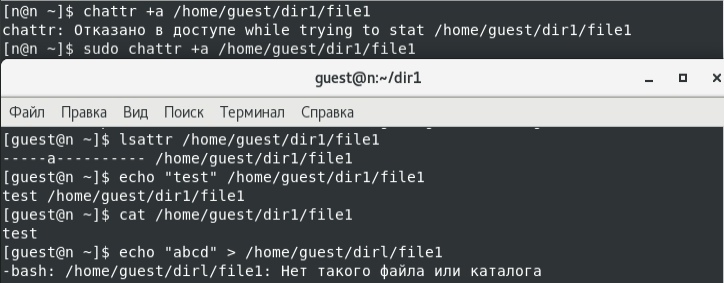 [n@n ~]$ chattr +a /home/guest/dir1/file1
chattr: Отказано в доступе while trying to stat /home/guest/dir1/file1
[n@n ~]$ sudo chattr +a /home/guest/dir1/file1
guest@n:~/dir1
Файл Правка Вид Поиск Терминал Справка
[guest@n ~]$ lsattr /home/guest/dir1/file1
-----a---------- /home/guest/dir1/file1
[guest@n ~]$ echo "test" /home/guest/dir1/file1
test /home/guest/dir1/file1
[guest@n ~]$ cat /home/guest/dir1/file1
test
[guest@n ~]$ echo "abcd" > /home/guest/dirl/file1
-bash: /home/guest/dirl/file1: Нет такого файла или каталога